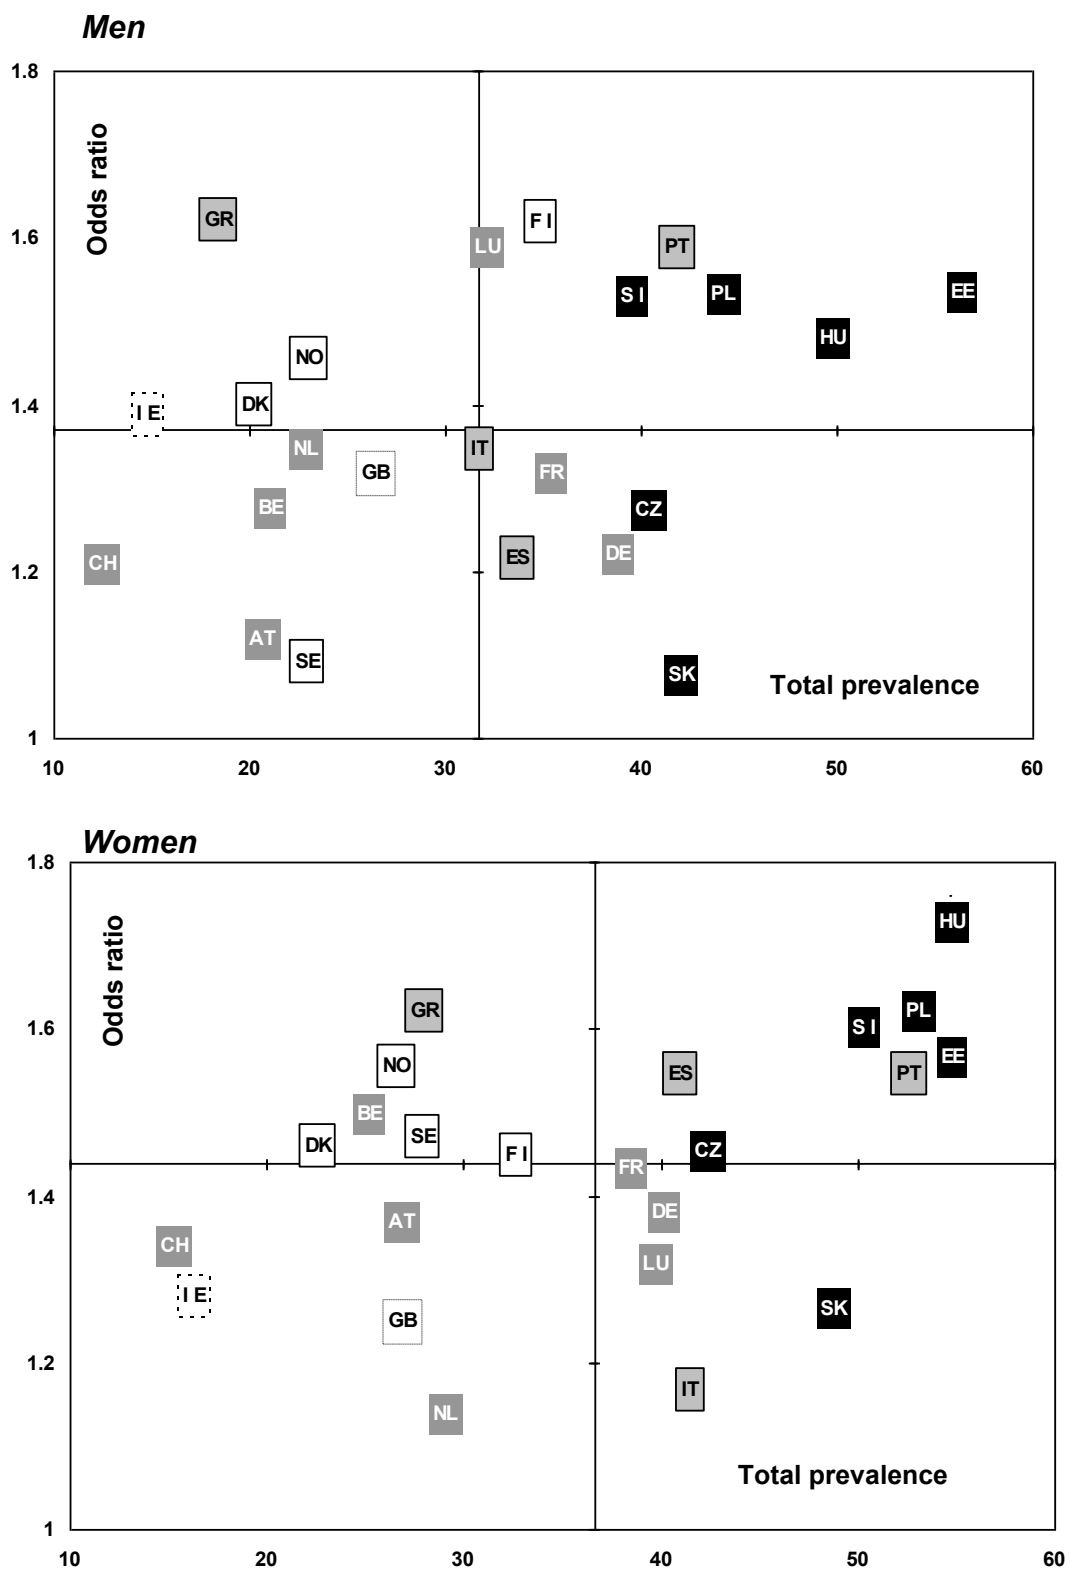 Men
1.8
Odds ratio
GR
F I
1.6
LU
PT
S I
PL
EE
HU
NO
1.4
I E
DK
NL
GB
IT
FR
BE
CZ
CH
1.2
ES
DE
AT
SE
SK
Total prevalence
1
10
20
30
40
50
60
Women
1.8
HU
Odds ratio
GR
PL
1.6
S I
EE
NO
ES
PT
BE
DK
SE
F I
CZ
FR
1.4
AT
DE
CH
LU
I E
GB
SK
1.2
IT
NL
Total prevalence
1
10
20
30
40
50
60